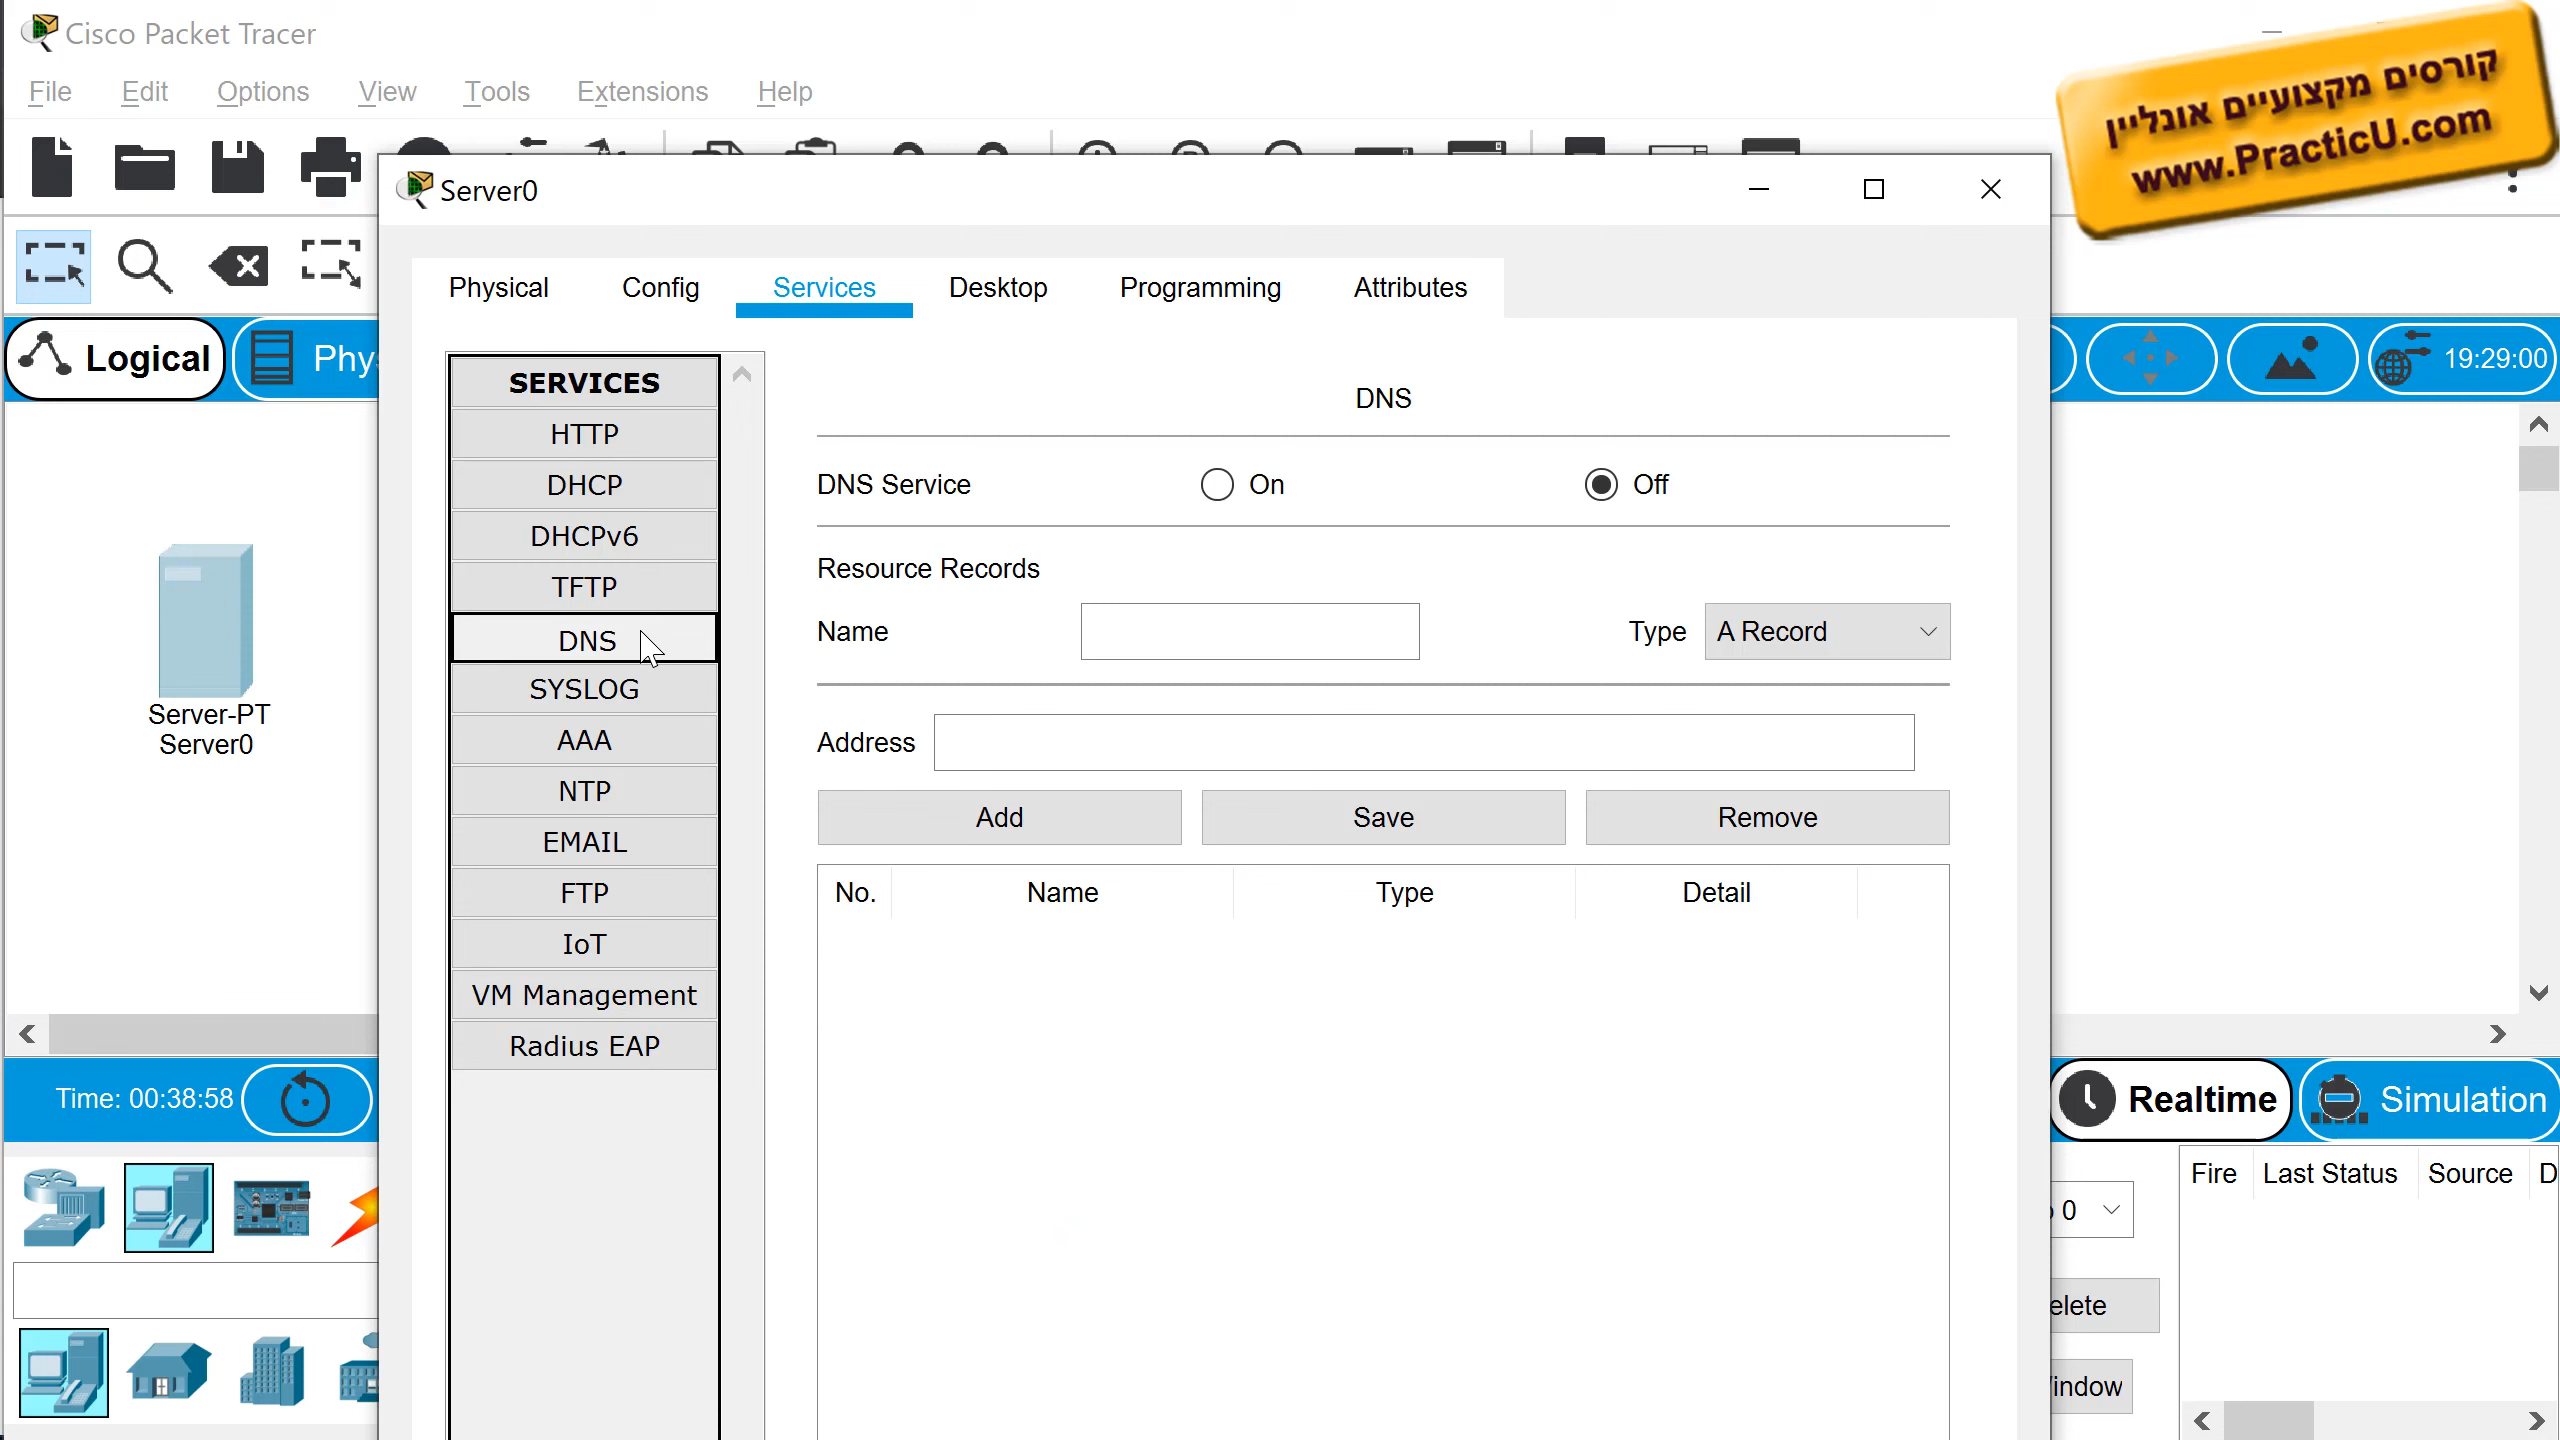 Cisco Packet Tracer
File Edit Options View Tools Extensions Help
קורסים מקצועיים אונליין
www.PracticU.com
Server0
Physical Config Services Desktop Programming Attributes
Logical
19:29:00
SERVICES
HTTP
DHCP
DHCPv6
TFTP
DNS
SYSLOG
AAA
NTP
EMAIL
FTP
IoT
VM Management
Radius EAP
DNS
DNS Service On Off
Resource Records
Name Type A Record
Address
Add Save Remove
No. Name Type Detail
Server-PT
Server0
Time: 00:38:58
Realtime Simulation
Fire Last Status Source
0